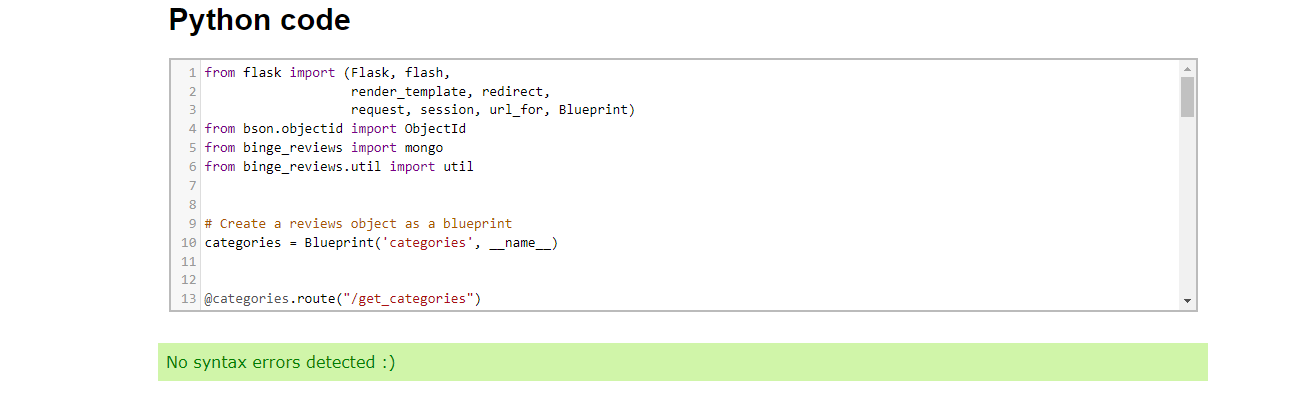 Python code
1 from flask import (Flask, flash,
2                    render_template, redirect,
3                    request, session, url_for, Blueprint)
4 from bson.objectid import ObjectId
5 from binge_reviews import mongo
6 from binge_reviews.util import util
7
8
9 # Create a reviews object as a blueprint
10 categories = Blueprint('categories', __name__)
11
12
13 @categories.route("/get_categories")
No syntax errors detected :)